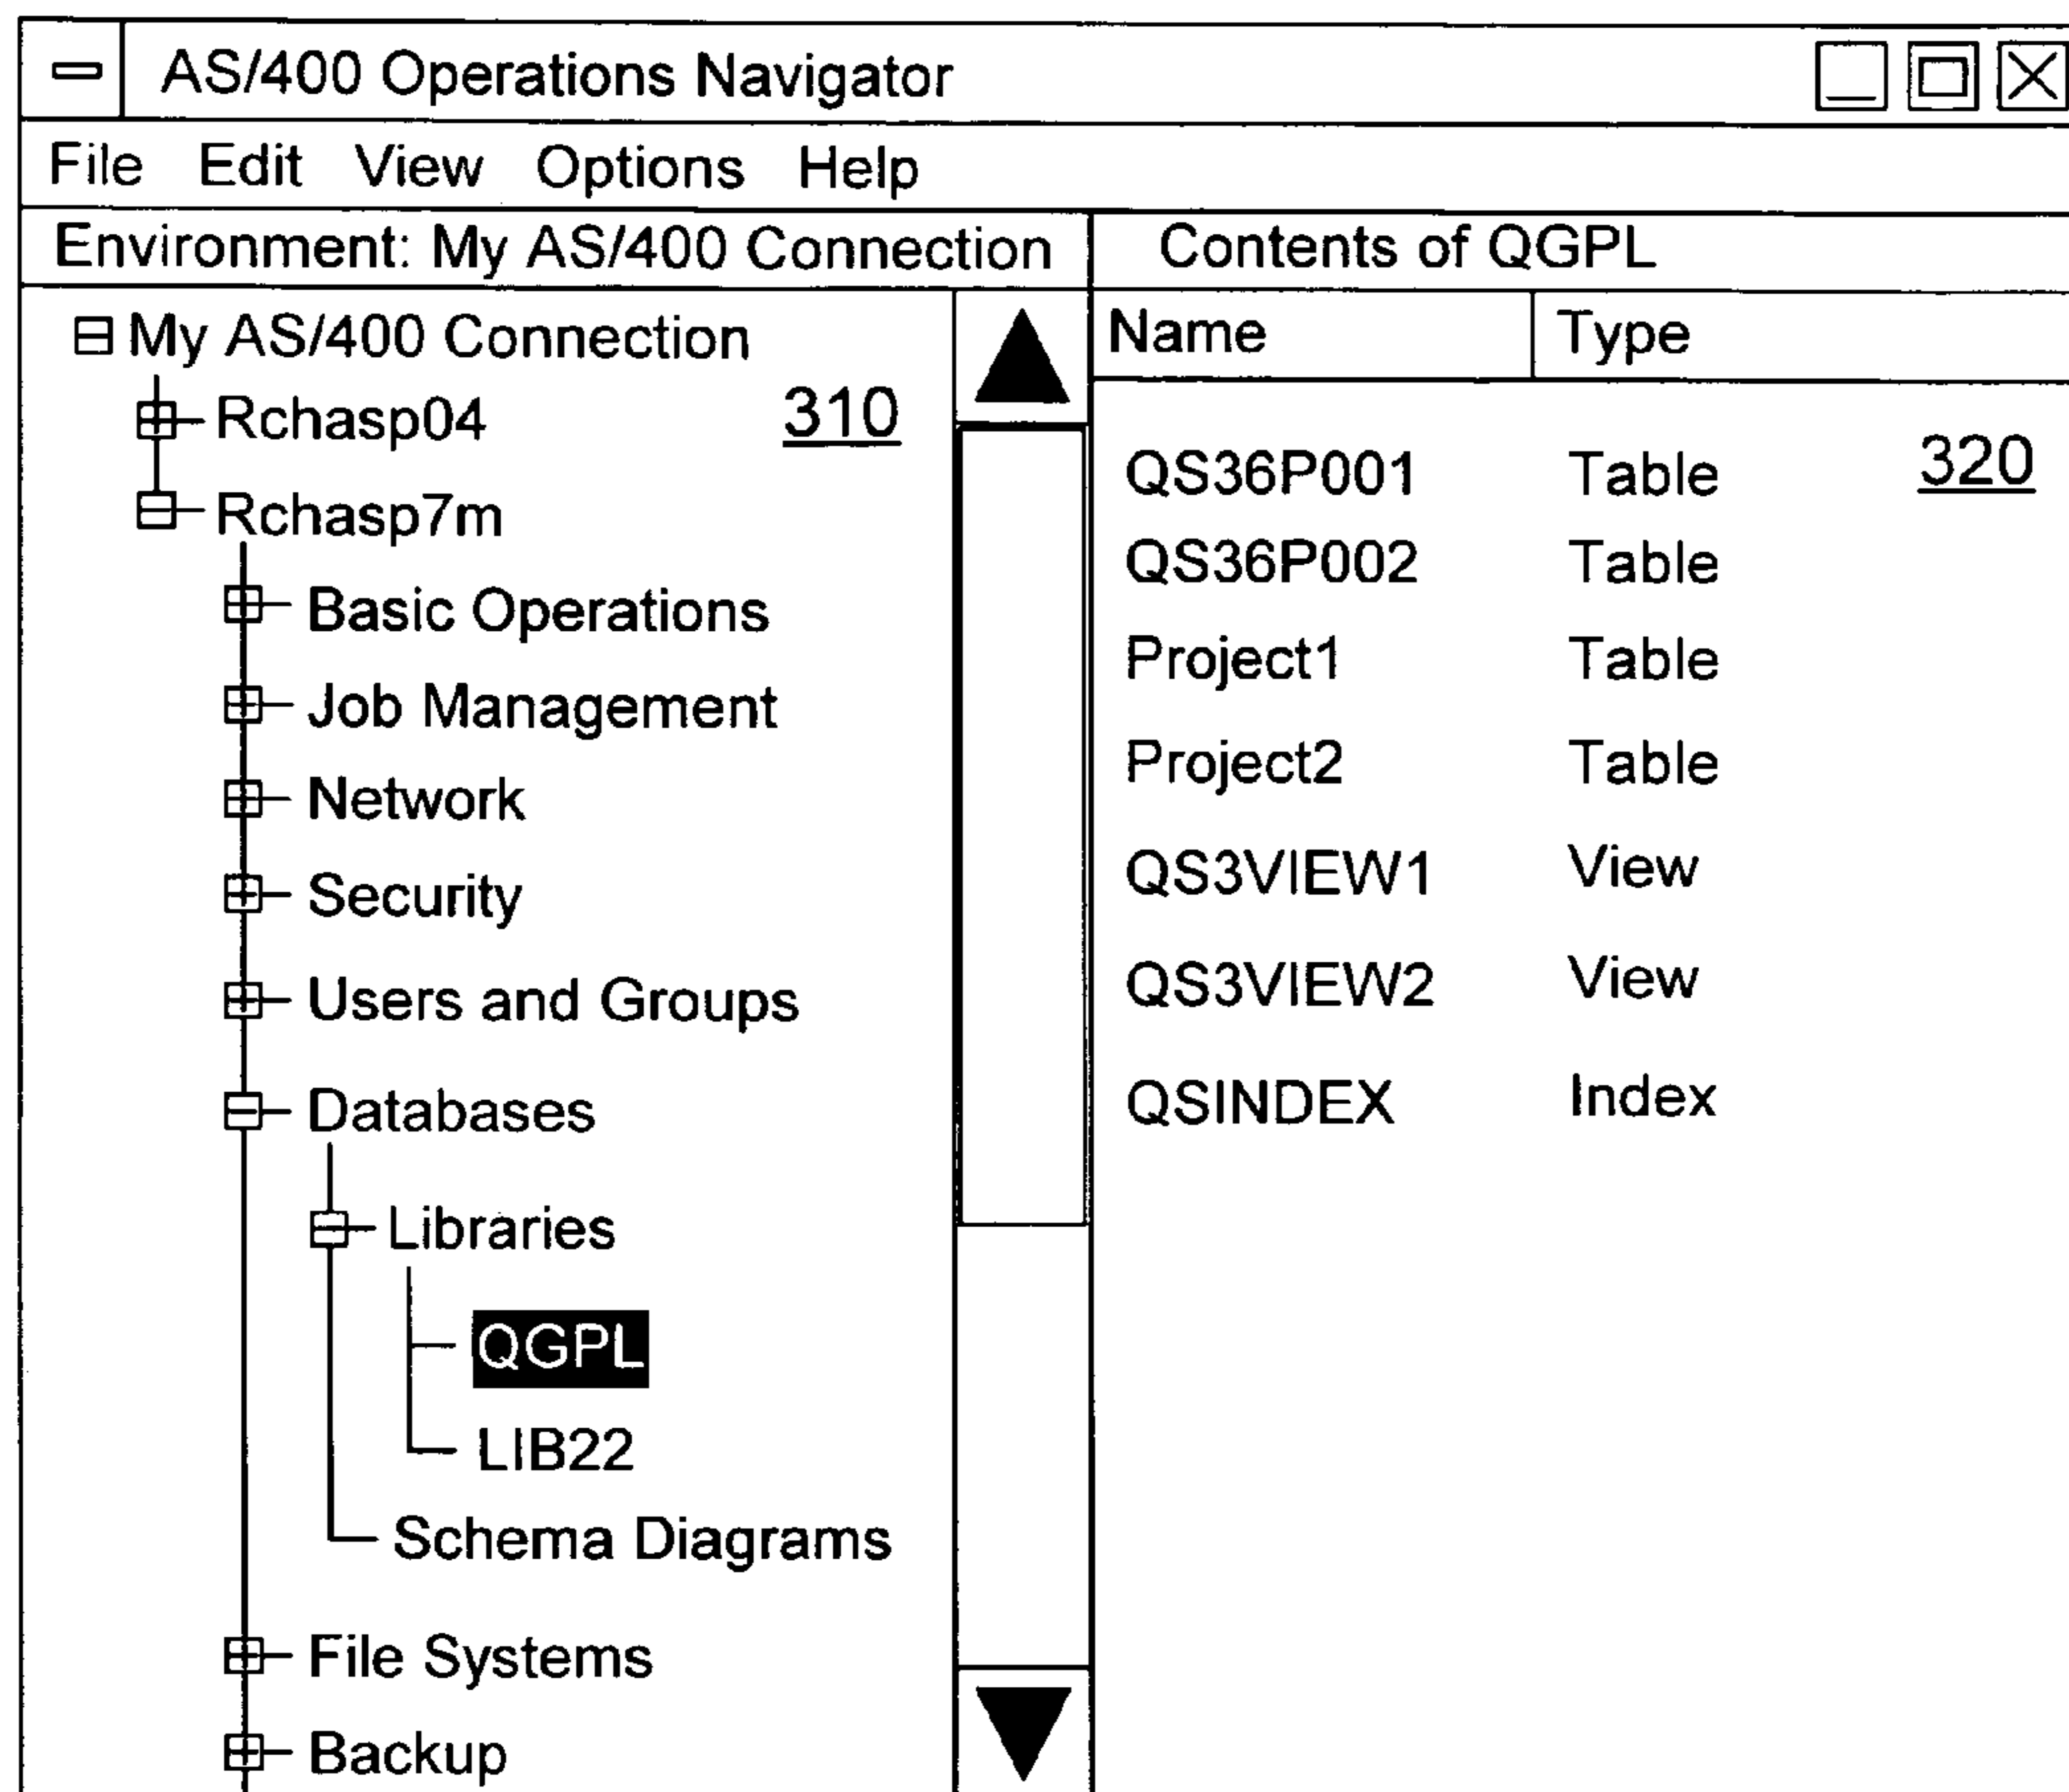 AS/400 Operations Navigator
File Edit View Options Help
Environment: My AS/400 Connection
My AS/400 Connection
310
Rchasp04
Rchasp7m
Basic Operations
Job Management
Network
Security
Users and Groups
Databases
Libraries
QGPL
LIB22
Schema Diagrams
File Systems
Backup
Contents of QGPL
Name Type
320
QS36P001 Table
QS36P002 Table
Project1 Table
Project2 Table
QS3VIEW1 View
QS3VIEW2 View
QSINDEX Index